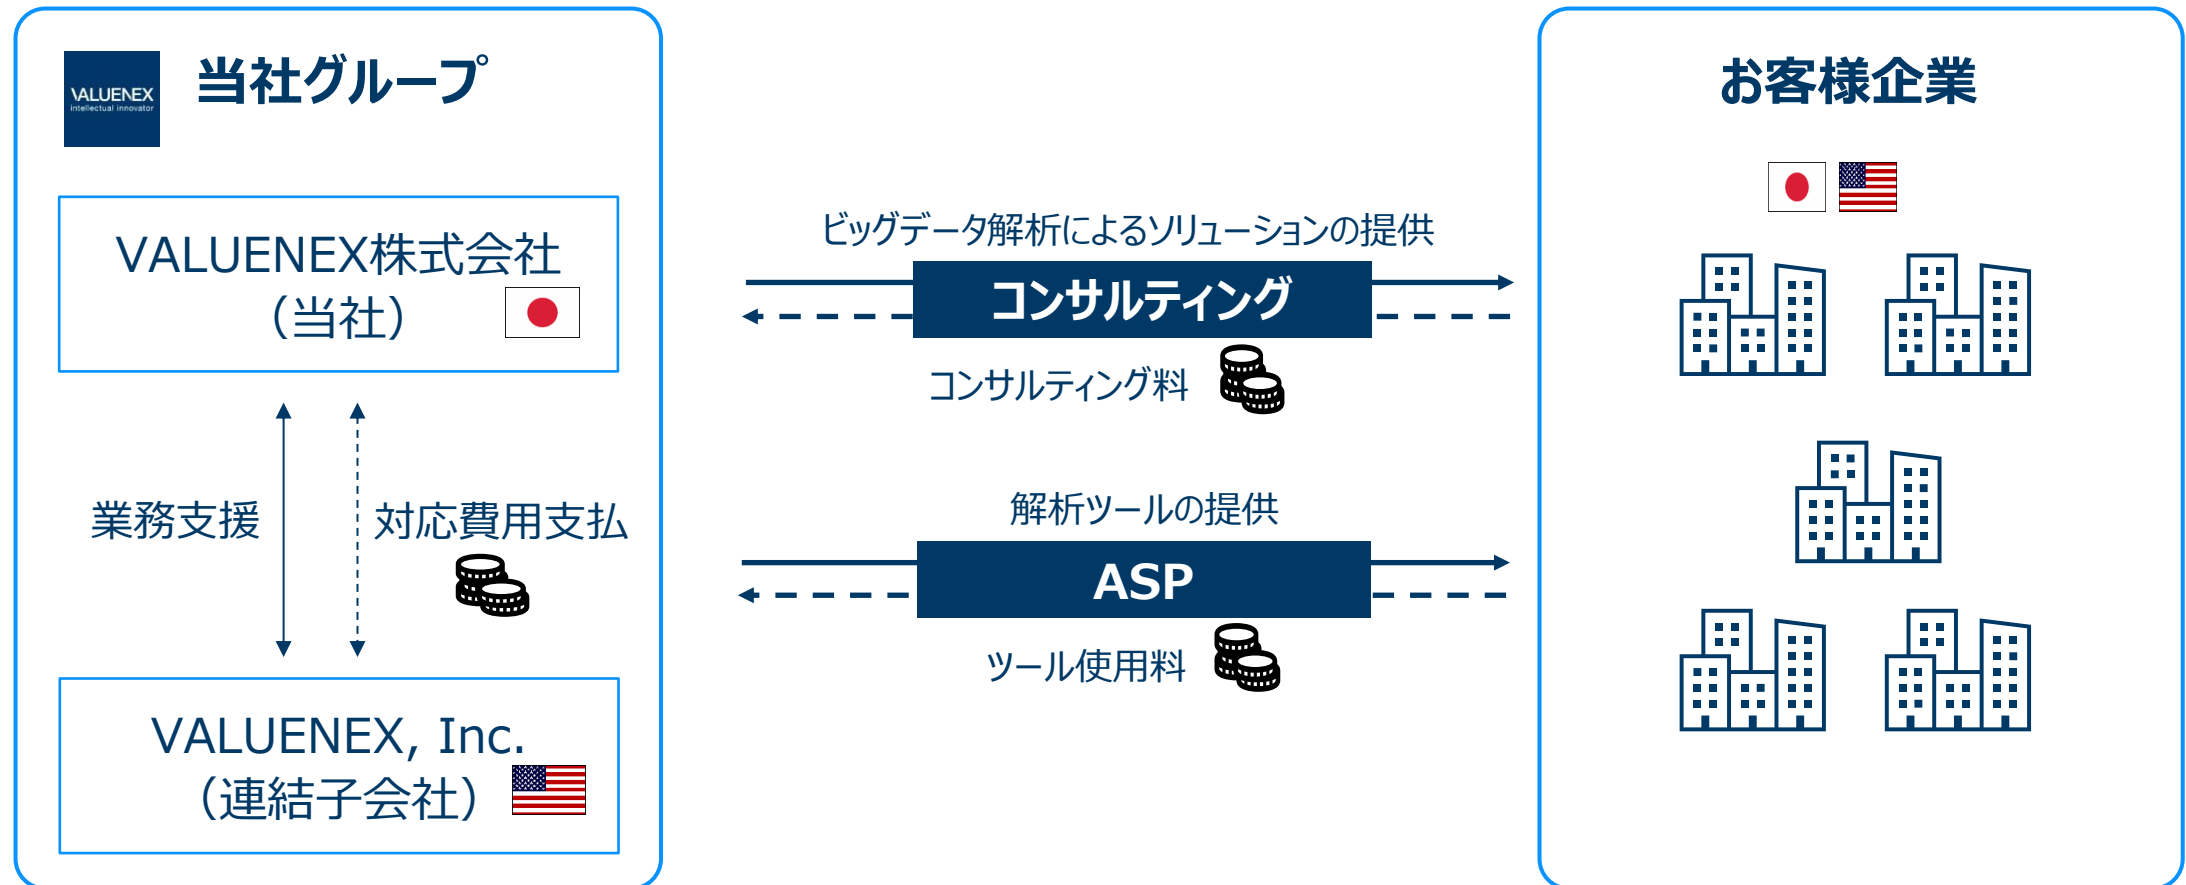 VALUENEX
intellectual innovator
当社グループ
VALUENEX株式会社
（当社）
業務支援
対応費用支払
VALUENEX, Inc.
（連結子会社）
ビッグデータ解析によるソリューションの提供
コンサルティング
コンサルティング料
解析ツールの提供
ASP
ツール使用料
お客様企業